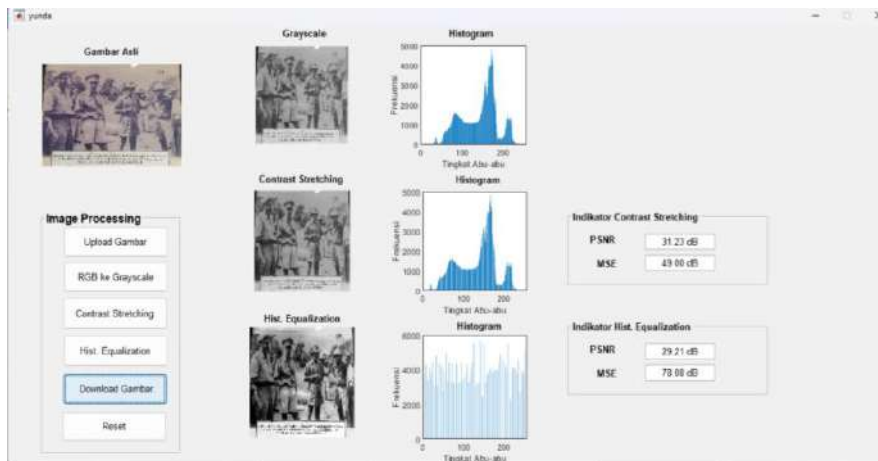 yunda
Gambar Asli
Grayscale
Histogram
5000
4000
3000
2000
1000
0
Frekuensi
0 100 200
Tingkat Abu-abu
Contrast Stretching
Histogram
5000
4000
3000
2000
1000
0
Frekuensi
0 100 200
Tingkat Abu-abu
Hist. Equalization
Histogram
6000
4000
2000
0
Frekuensi
0 100 200
Tingkat Abu-abu
Image Processing
Upload Gambar
RGB ke Grayscale
Contrast Stretching
Hist. Equalization
Download Gambar
Reset
Indikator Contrast Stretching
PSNR 31.23 dB
MSE 49.00 dB
Indikator Hist. Equalization
PSNR 29.21 dB
MSE 78.00 dB